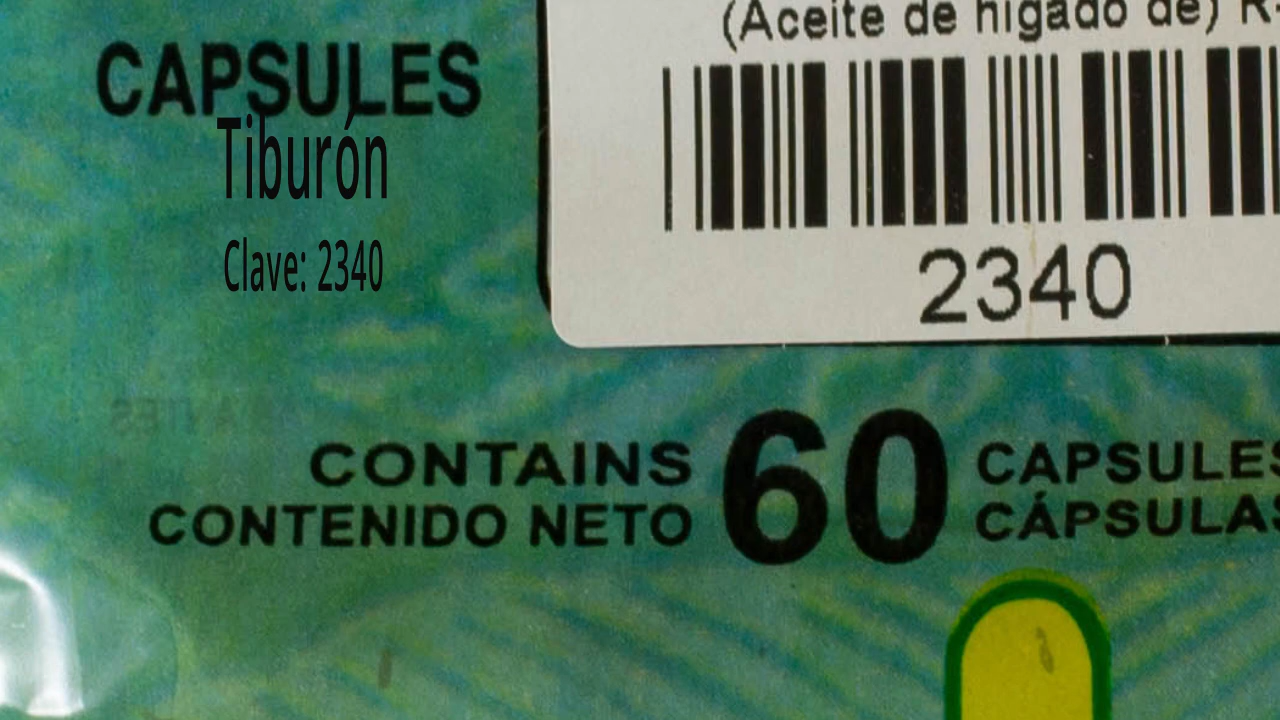 CAPSULES
Tiburón
Clave: 2340
(Aceite de hígado de)
2340
CONTAINS
CONTENIDO NETO
60
CAPSULES
CÁPSULAS